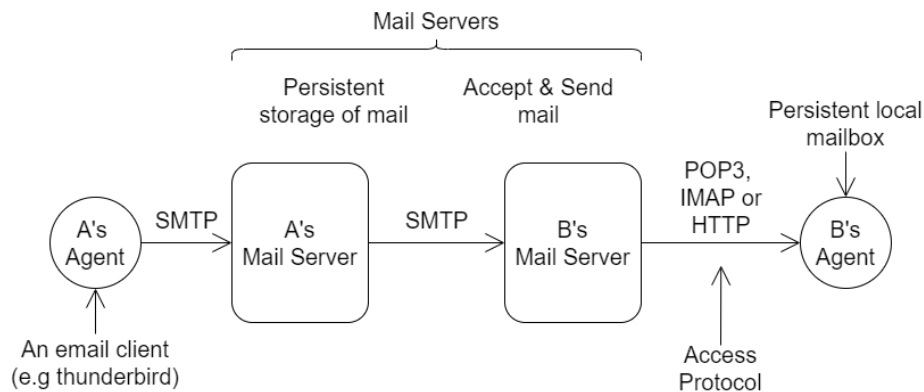 Mail Servers
Persistent
storage of mail
Accept & Send
mail
Persistent local
mailbox
A's
Agent
SMTP
A's
Mail Server
SMTP
B's
Mail Server
POP3,
IMAP or
HTTP
B's
Agent
An email client
(e.g thunderbird)
Access
Protocol